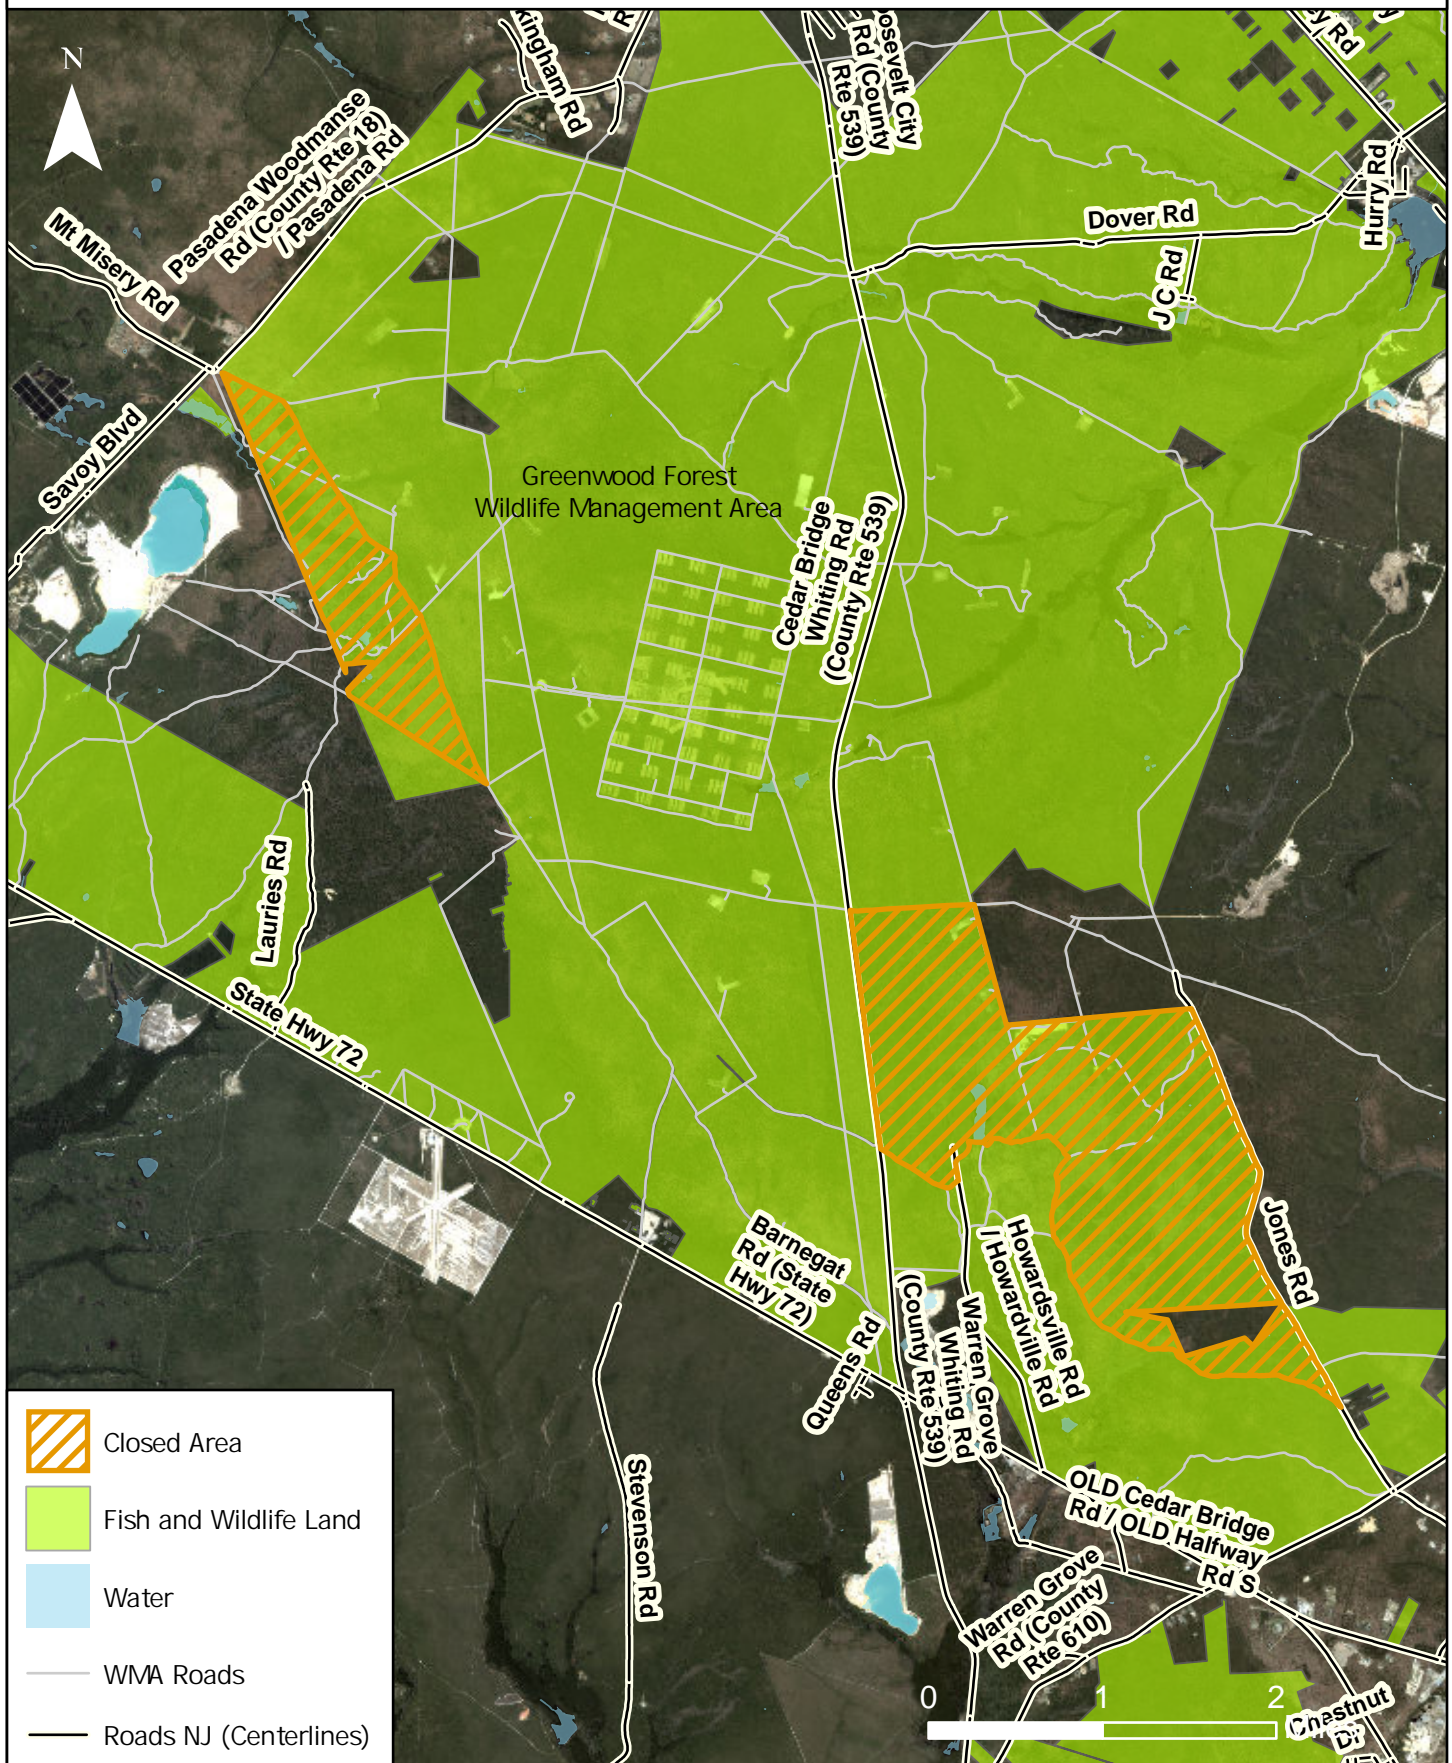 N
kingham Rd
R
osevelt City
Rd (County
Rte 539)
ey Rd
y
Pasadena Woodmanse
Rd (County Rte 18)
/ Pasadena Rd
Mt Misery Rd
Dover Rd
Hurry Rd
J C Rd
Savoy Blvd
Greenwood Forest
Wildlife Management Area
Cedar Bridge
Whiting Rd
(County Rte 539)
Lauries Rd
State Hwy 72
Barnegat
Rd (State
Hwy 72)
Queens Rd
(County Rte 539)
Whiting Rd
Warren Grove
Howardsville Rd
/ Howardville Rd
Jones Rd
Stevenson Rd
OLD Cedar Bridge
Rd / OLD Halfway
Rd S
Warren Grove
Rd (County
Rte 610)
Chestnut
Dr
0 1 2
Closed Area
Fish and Wildlife Land
Water
WMA Roads
Roads NJ (Centerlines)